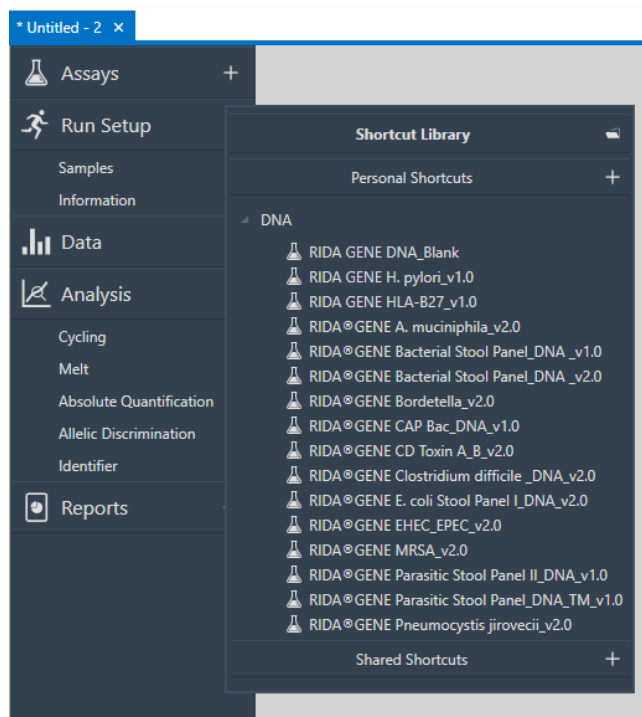 * Untitled - 2 ×
Assays +
Run Setup
Samples
Information
Data
Analysis
Cycling
Melt
Absolute Quantification
Allelic Discrimination
Identifier
Reports
Shortcut Library
Personal Shortcuts +
DNA
RIDA GENE DNA_Blank
RIDA GENE H. pylori_v1.0
RIDA GENE HLA-B27_v1.0
RIDA®GENE A. muciniphila_v2.0
RIDA®GENE Bacterial Stool Panel_DNA _v1.0
RIDA®GENE Bacterial Stool Panel_DNA _v2.0
RIDA®GENE Bordetella_v2.0
RIDA®GENE CAP Bac_DNA_v1.0
RIDA®GENE CD Toxin A_B_v2.0
RIDA®GENE Clostridium difficile _DNA_v2.0
RIDA®GENE E. coli Stool Panel I_DNA_v2.0
RIDA®GENE EHEC_EPEC_v2.0
RIDA®GENE MRSA_v2.0
RIDA®GENE Parasitic Stool Panel II_DNA_v1.0
RIDA®GENE Parasitic Stool Panel_DNA_TM_v1.0
RIDA®GENE Pneumocystis jirovecii_v2.0
Shared Shortcuts +